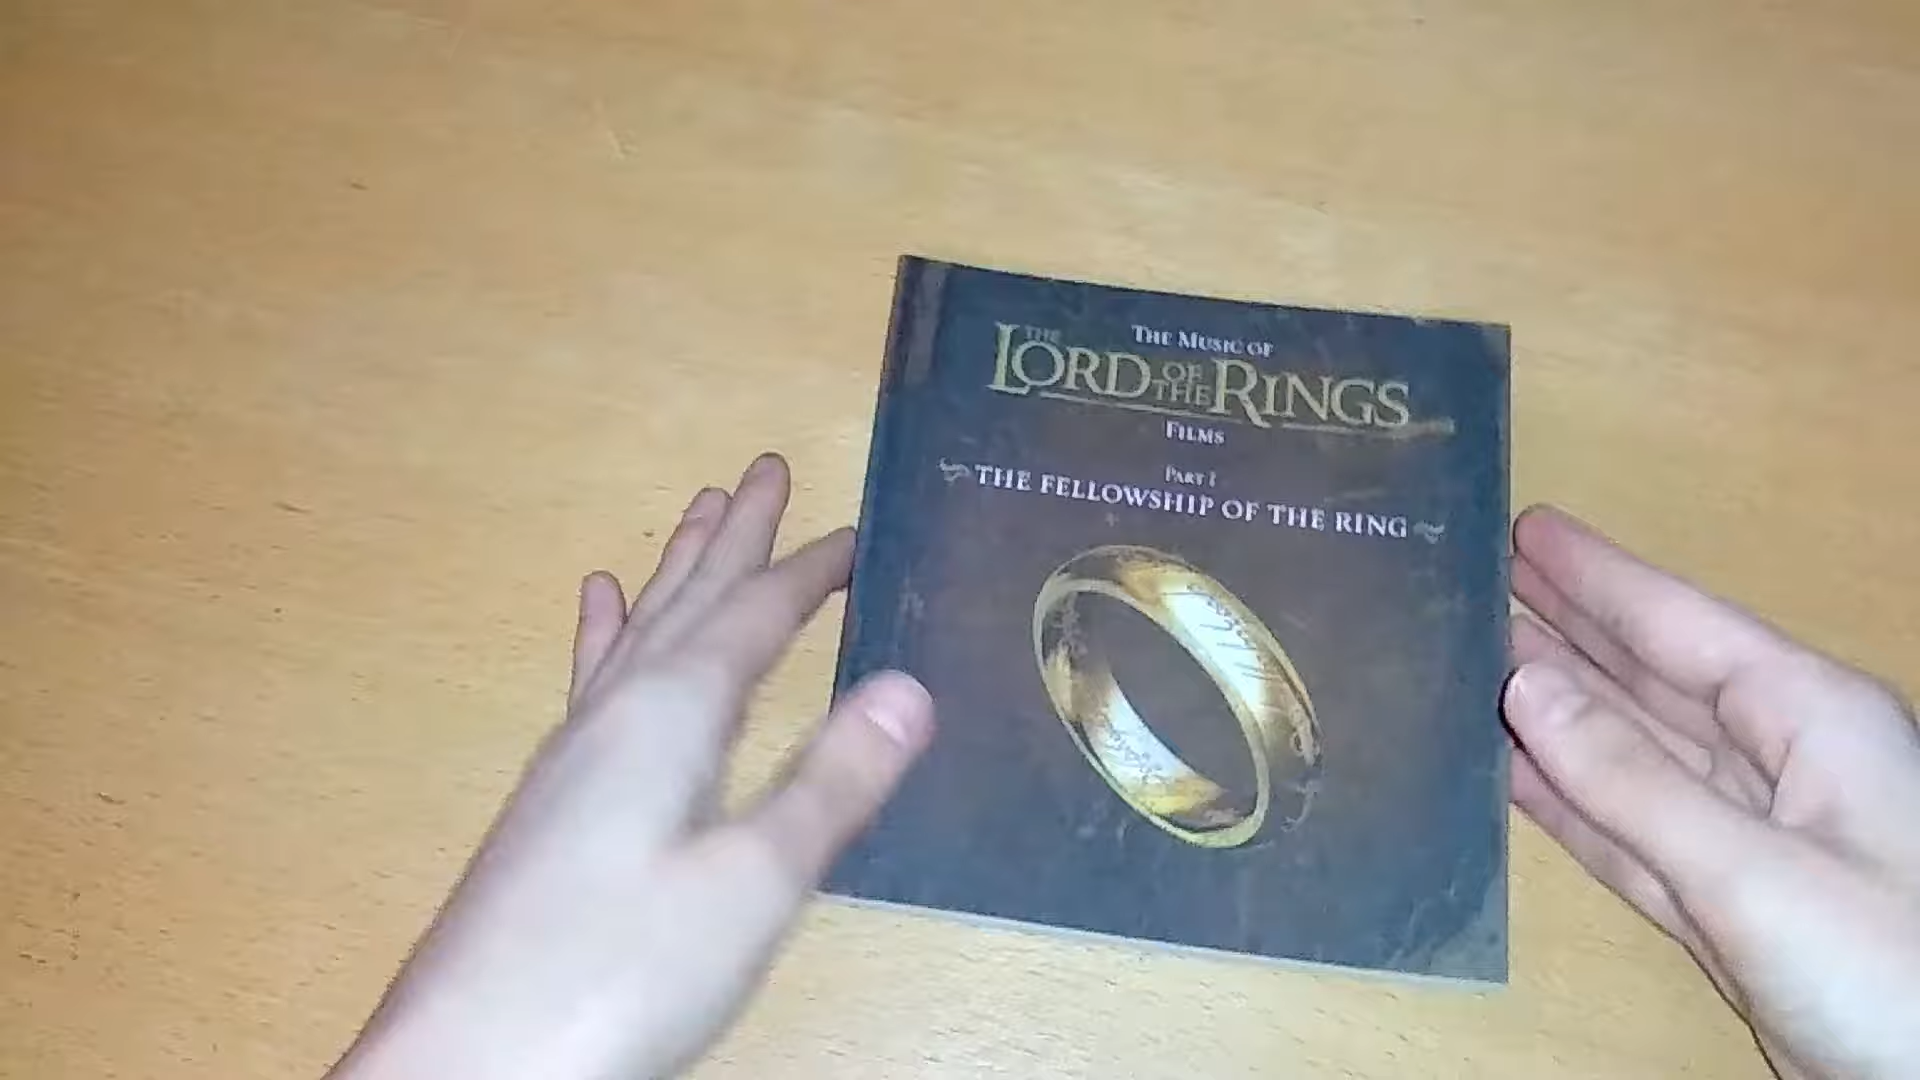 The Music of
THE LORD OF THE RINGS
Films
Part I
THE FELLOWSHIP OF THE RING